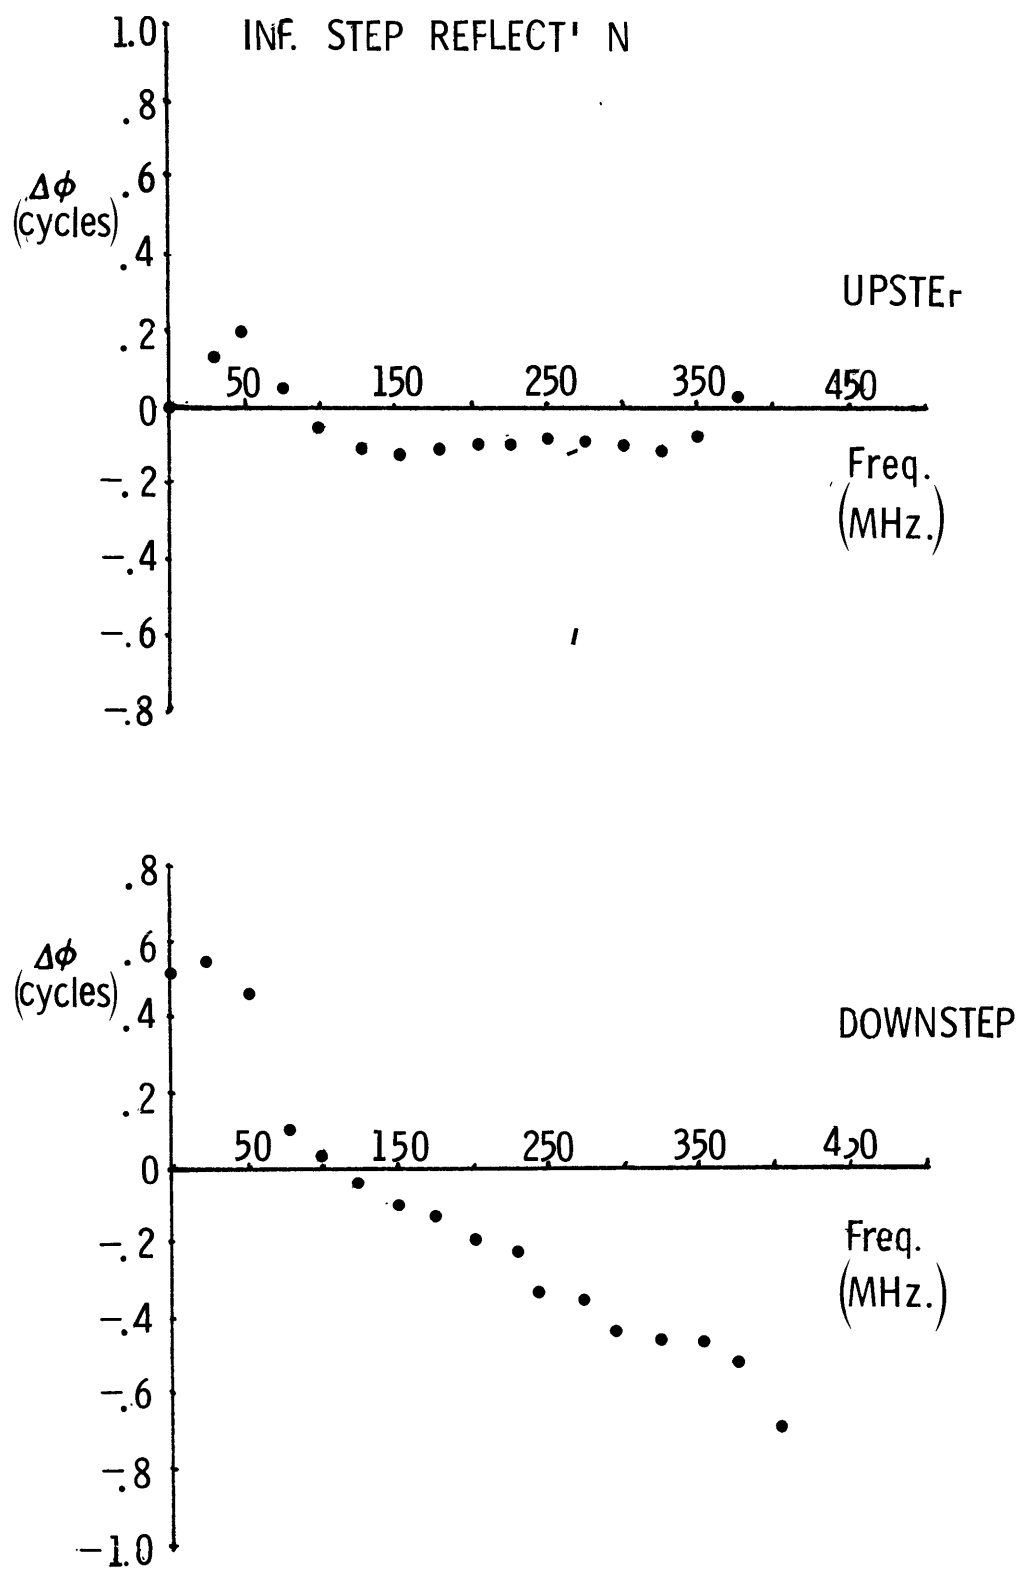 INF. STEP REFLECT' N
1.0
.8
.6
Δϕ
(cycles)
.4
UPSTEr
.2
50 150 250 350 450
0
Freq.
(MHz.)
-.2
-.4
-.6
-.8
.8
.6
Δϕ
(cycles)
.4
DOWNSTEP
.2
50 150 250 350 450
0
Freq.
(MHz.)
-.2
-.4
-.6
-.8
-1.0